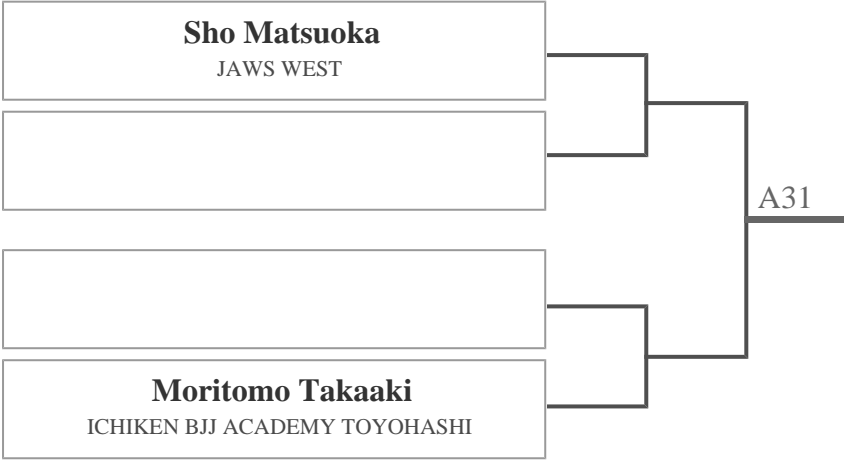 Sho Matsuoka
JAWS WEST
A31
Moritomo Takaaki
ICHIKEN BJJ ACADEMY TOYOHASHI